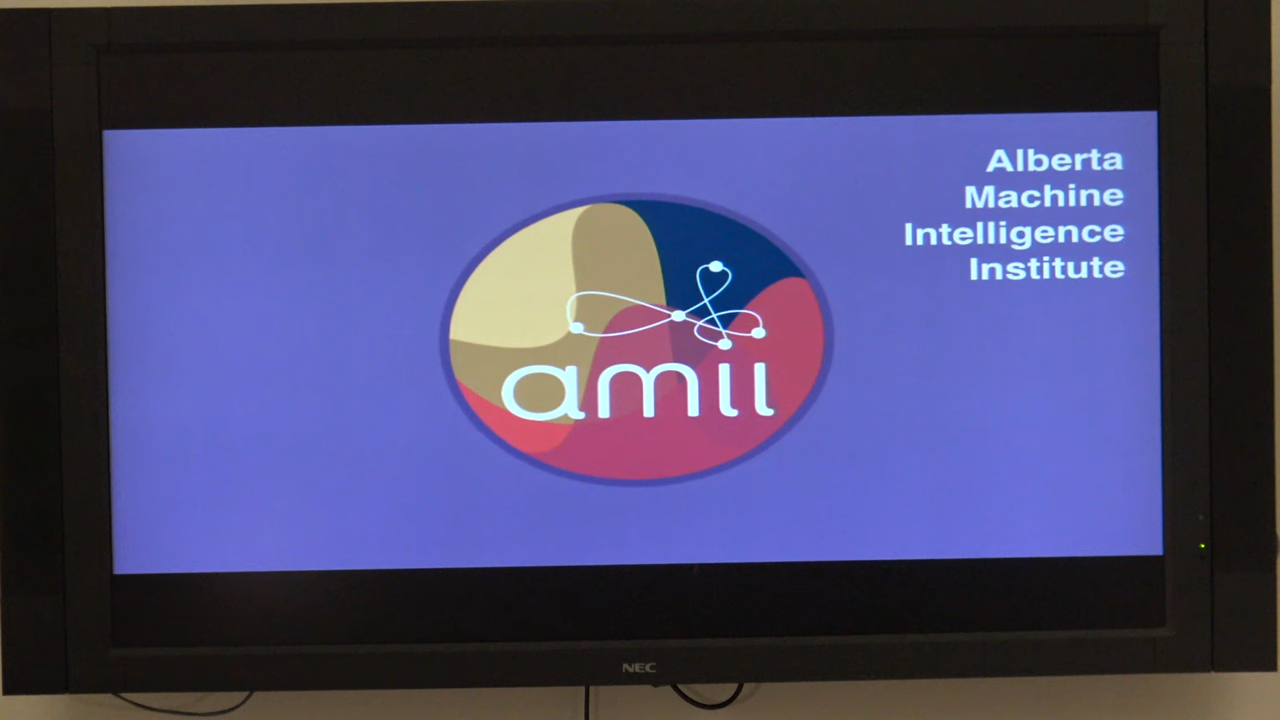 Alberta
Machine
Intelligence
Institute
amii
NEC